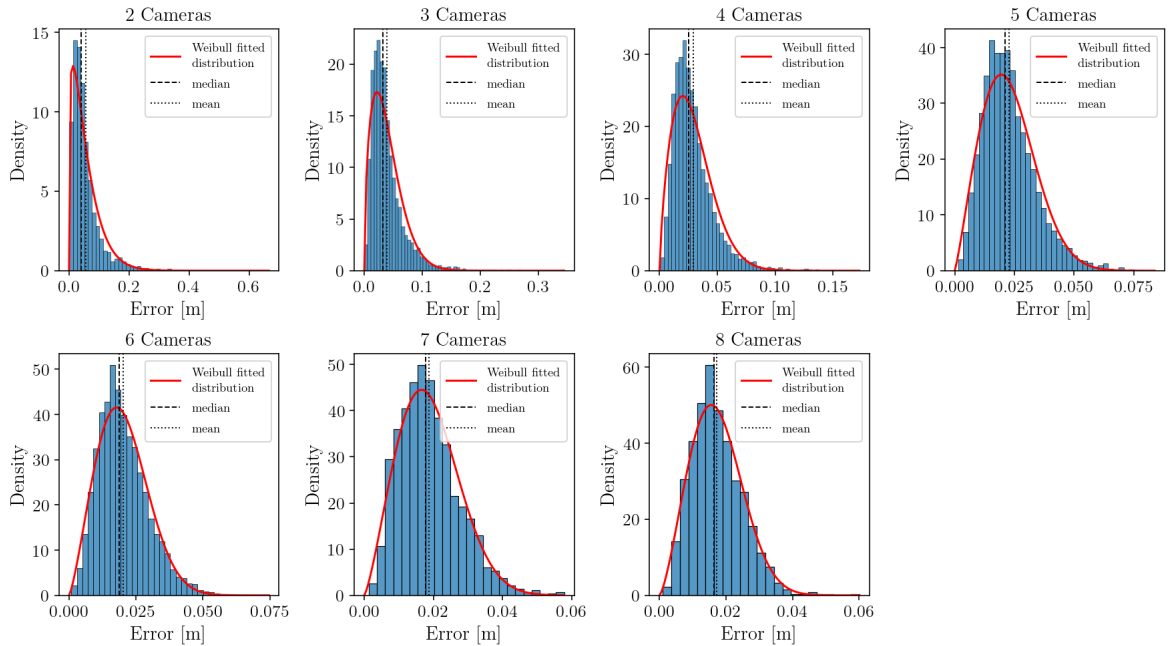 2 Cameras
15
10
5
0
Density
0.0 0.2 0.4 0.6
Error [m]
Weibull fitted
distribution
median
mean
3 Cameras
20
15
10
5
0
Density
0.0 0.1 0.2 0.3
Error [m]
Weibull fitted
distribution
median
mean
4 Cameras
30
20
10
0
Density
0.00 0.05 0.10 0.15
Error [m]
Weibull fitted
distribution
median
mean
5 Cameras
40
30
20
10
0
Density
0.000 0.025 0.050 0.075
Error [m]
Weibull fitted
distribution
median
mean
6 Cameras
50
40
30
20
10
0
Density
0.000 0.025 0.050 0.075
Error [m]
Weibull fitted
distribution
median
mean
7 Cameras
50
40
30
20
10
0
Density
0.00 0.02 0.04 0.06
Error [m]
Weibull fitted
distribution
median
mean
8 Cameras
60
40
20
0
Density
0.00 0.02 0.04 0.06
Error [m]
Weibull fitted
distribution
median
mean